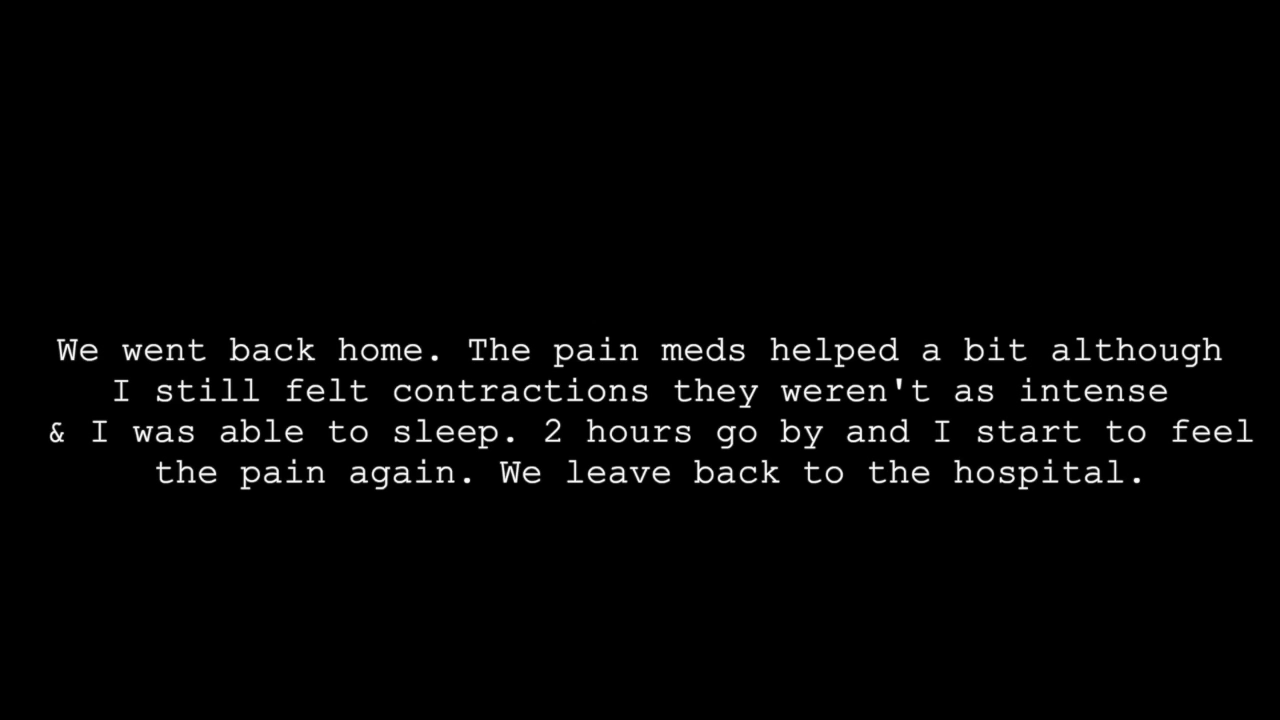 We went back home. The pain meds helped a bit although
I still felt contractions they weren't as intense
& I was able to sleep. 2 hours go by and I start to feel
the pain again. We leave back to the hospital.